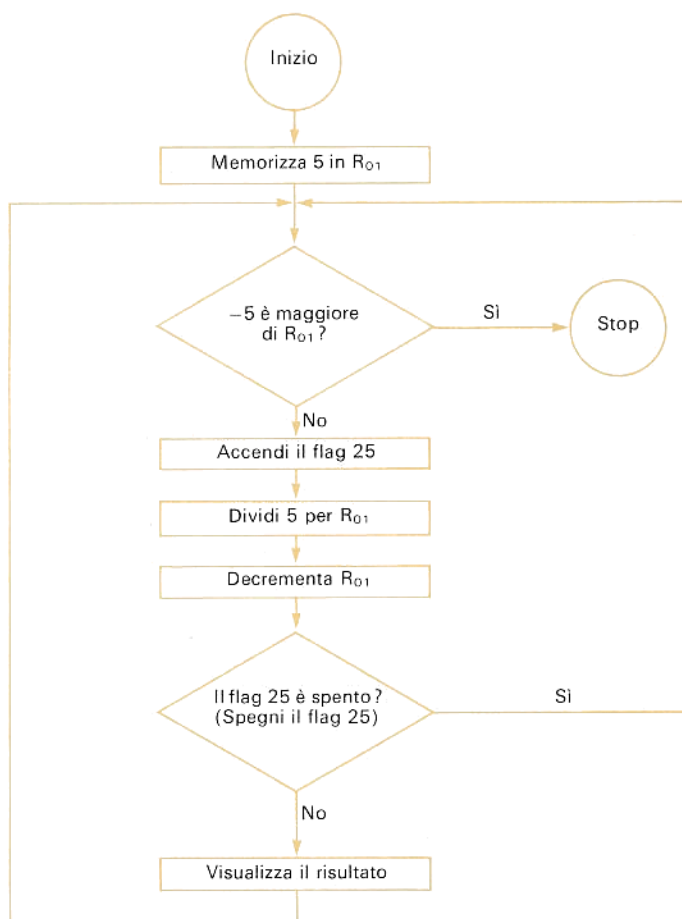 Inizio
Memorizza 5 in R₀₁
−5 è maggiore
di R₀₁?
Sì
Stop
No
Accendi il flag 25
Dividi 5 per R₀₁
Decrementa R₀₁
Il flag 25 è spento?
(Spegni il flag 25)
Sì
No
Visualizza il risultato